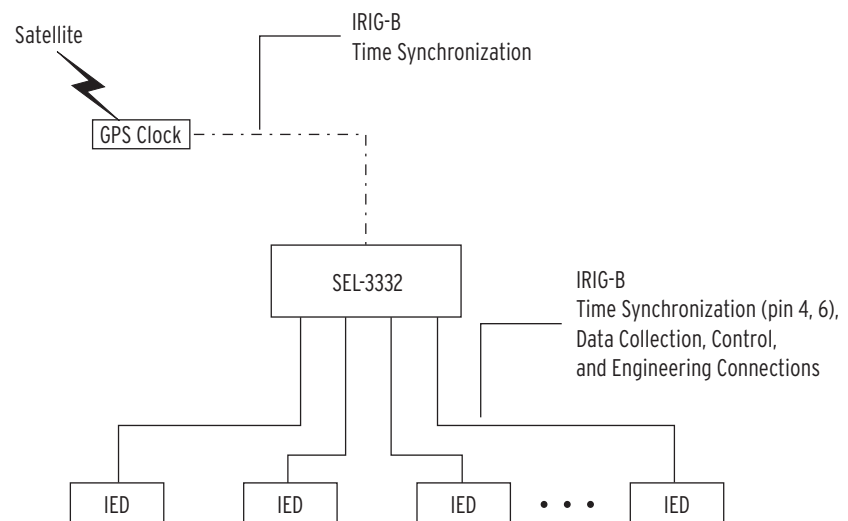 IRIG-B
Time Synchronization
Satellite
GPS Clock
SEL-3332
IRIG-B
Time Synchronization (pin 4, 6),
Data Collection, Control,
and Engineering Connections
IED
IED
IED
IED